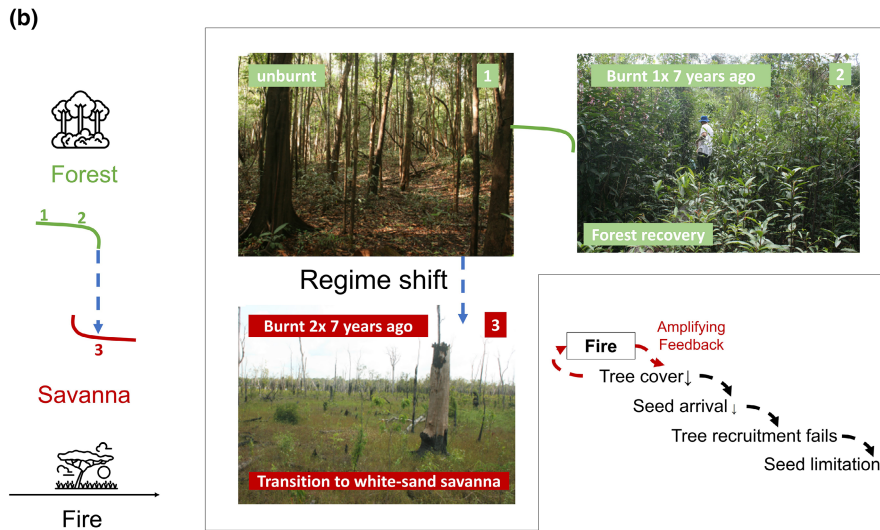 (b)
Forest
1
2
3
Savanna
Fire
unburnt
1
Burnt 1x 7 years ago
2
Forest recovery
Regime shift
Burnt 2x 7 years ago
3
Transition to white-sand savanna
Fire
Amplifying
Feedback
Tree cover↓
Seed arrival↓
Tree recruitment fails
Seed limitation